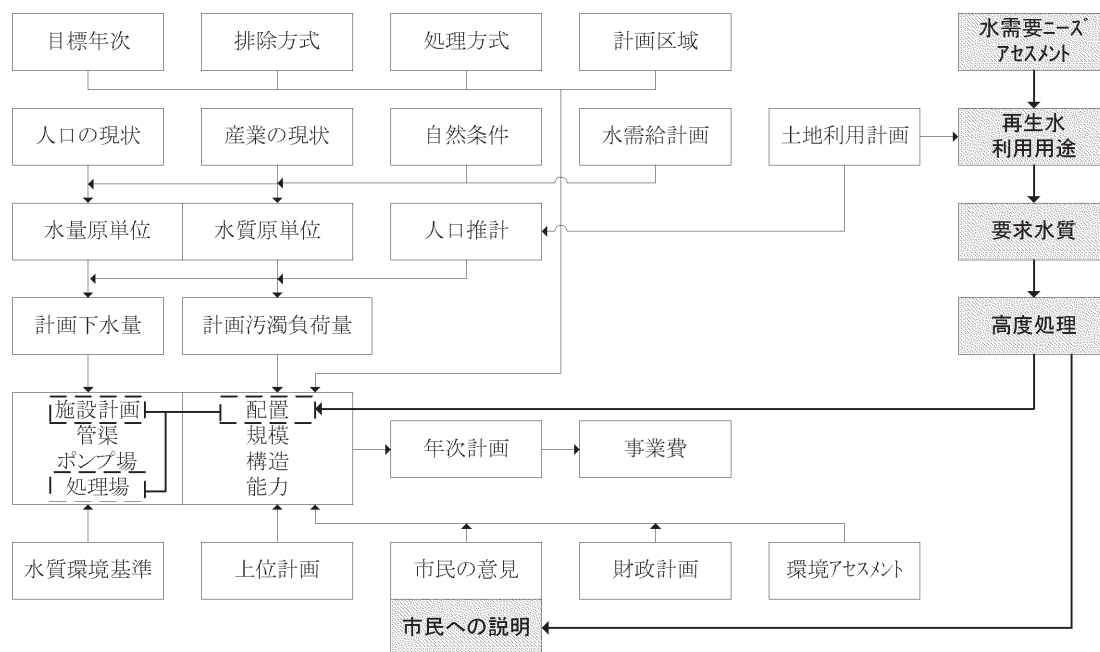 目標年次
排除方式
処理方式
計画区域
水需要ニーズ
アセスメント
人口の現状
産業の現状
自然条件
水需給計画
土地利用計画
再生水
利用用途
水量原単位
水質原単位
人口推計
要求水質
計画下水量
計画汚濁負荷量
高度処理
施設計画
管渠
ポンプ場
処理場
配置
規模
構造
能力
年次計画
事業費
水質環境基準
上位計画
市民の意見
財政計画
環境アセスメント
市民への説明